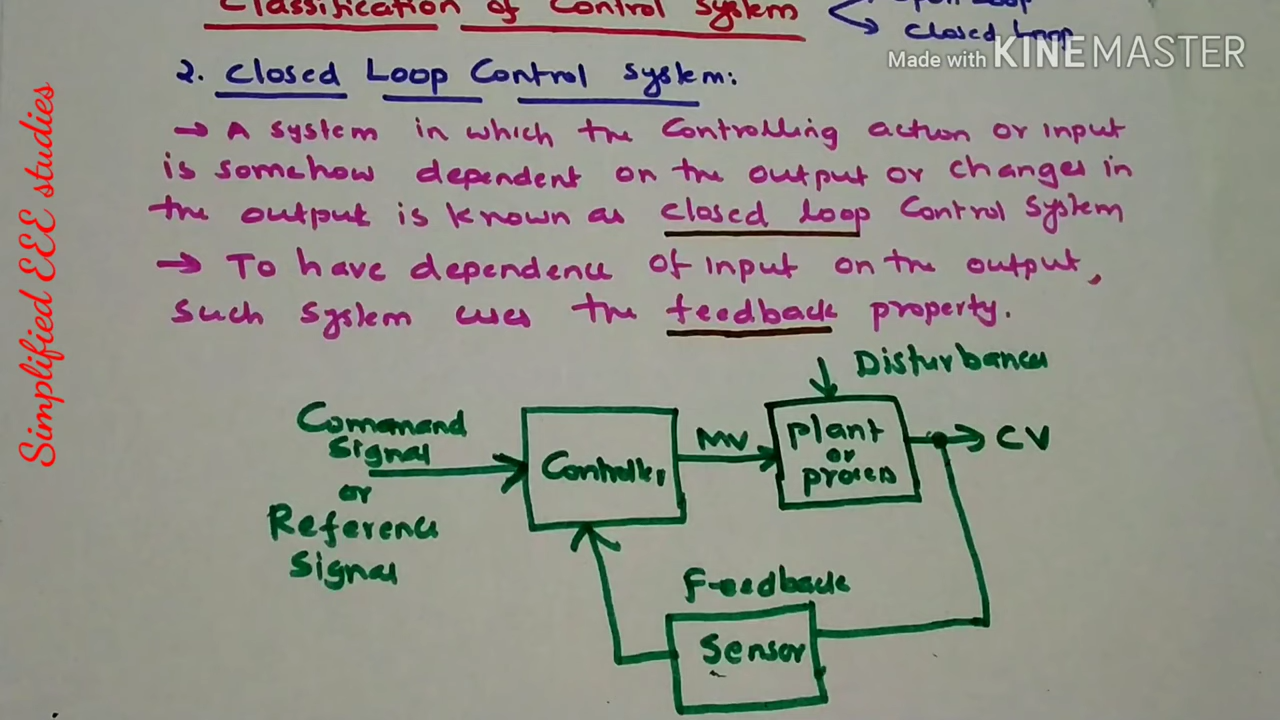 Classification of Control System
Closed Loop
Made with KINEMASTER
2. Closed Loop Control System:
→ A system in which the Controlling action or input
is somehow dependent on the output or changes in
the output is known as closed loop Control System
→ To have dependence of input on the output,
such system uses the feedback property.
Simplified EEE studies
Disturbances
Command
Signal
or
Reference
Signal
Controller
MV
plant
or
process
CV
Feedback
Sensor